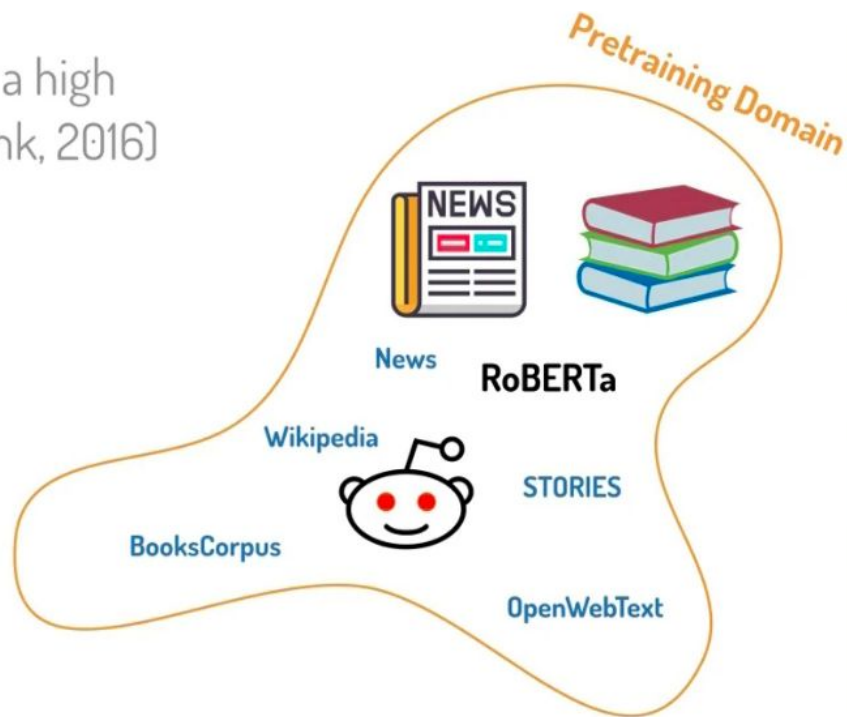 Pretraining Domain
a high
nk, 2016)
NEWS
News
RoBERTa
Wikipedia
STORIES
BooksCorpus
OpenWebText